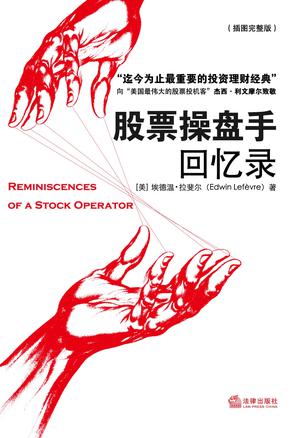 （插图完整版）
“迄今为止最重要的投资理财经典”
向“美国最伟大的股票投机客”杰西·利文摩尔致敬
股票操盘手
回忆录
REMINISCENCES
OF A STOCK OPERATOR
[美] 埃德温·拉斐尔（Edwin Lefèvre）著
法律出版社
LAW PRESS·CHINA